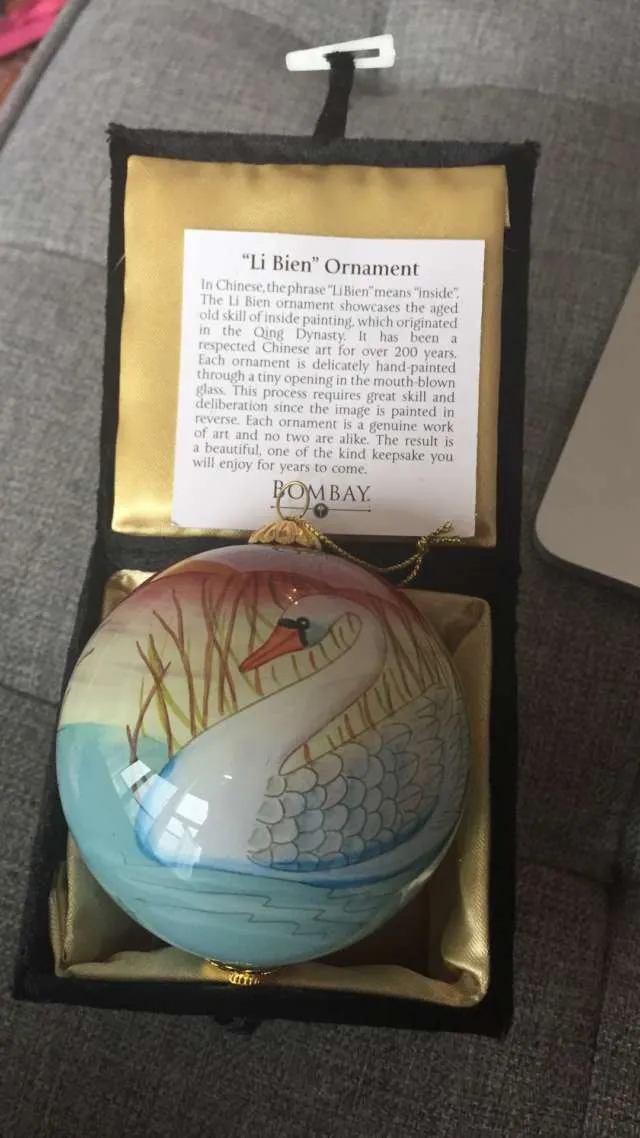 “Li Bien” Ornament
In Chinese, the phrase “Li Bien” means “inside”.
The Li Bien ornament showcases the aged
old skill of inside painting, which originated
in the Qing Dynasty. It has been a
respected Chinese art for over 200 years.
Each ornament is delicately hand-painted
through a tiny opening in the mouth-blown
glass. This process requires great skill and
deliberation since the image is painted in
reverse. Each ornament is a genuine work
of art and no two are alike. The result is
a beautiful, one of the kind keepsake you
will enjoy for years to come.
BOMBAY